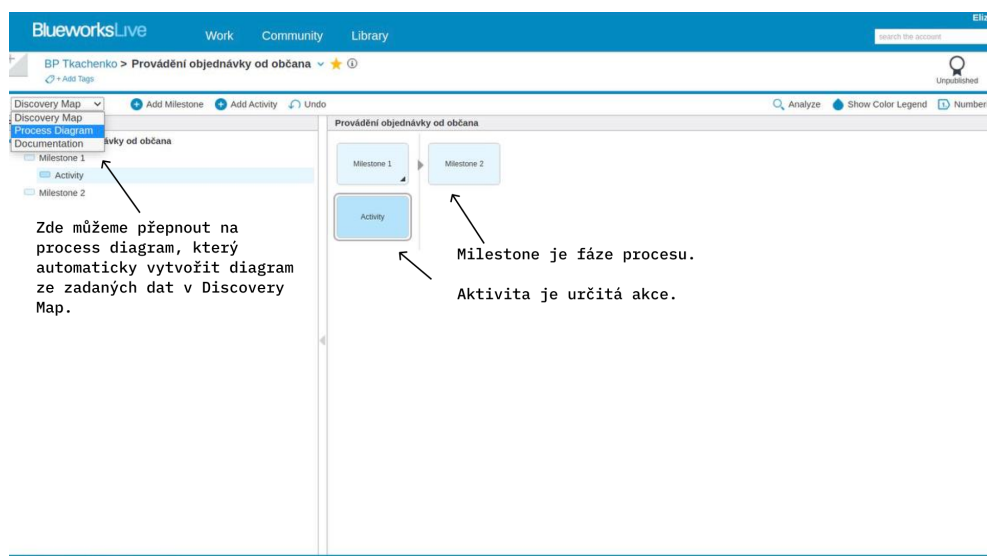 Eliz
BlueworksLive
Work Community Library
search the account
BP Tkachenko > Provádění objednávky od občana
+ Add Tags
Unpublished
Discovery Map
Add Milestone Add Activity Undo
Analyze Show Color Legend Number
Discovery Map
Process Diagram
Documentation
ávky od občana
Milestone 1
Activity
Milestone 2
Provádění objednávky od občana
Milestone 1
Milestone 2
Activity
Zde můžeme přepnout na
process diagram, který
automaticky vytvořit diagram
ze zadaných dat v Discovery
Map.
Milestone je fáze procesu.
Aktivita je určitá akce.